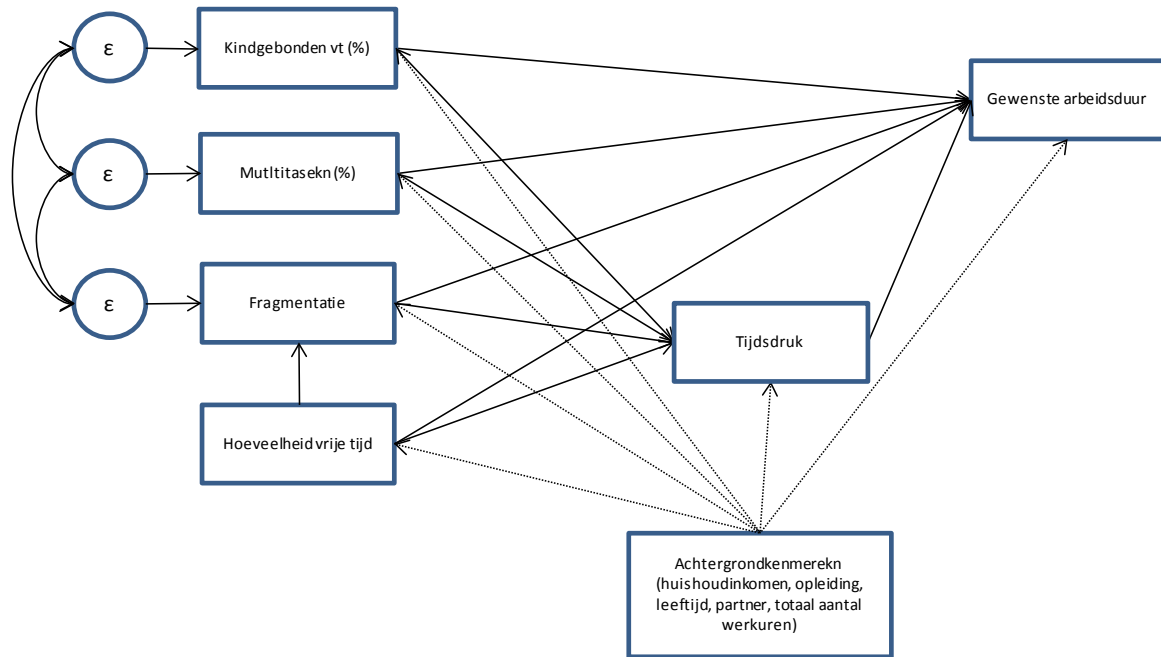 ε
Kindgebonden vt (%)
Gewenste arbeidsduur
ε
Mutltitasekn (%)
ε
Fragmentatie
Tijdsdruk
Hoeveelheid vrije tijd
Achtergrondkenmerekn
(huishoudinkomen, opleiding,
leeftijd, partner, totaal aantal
werkuren)